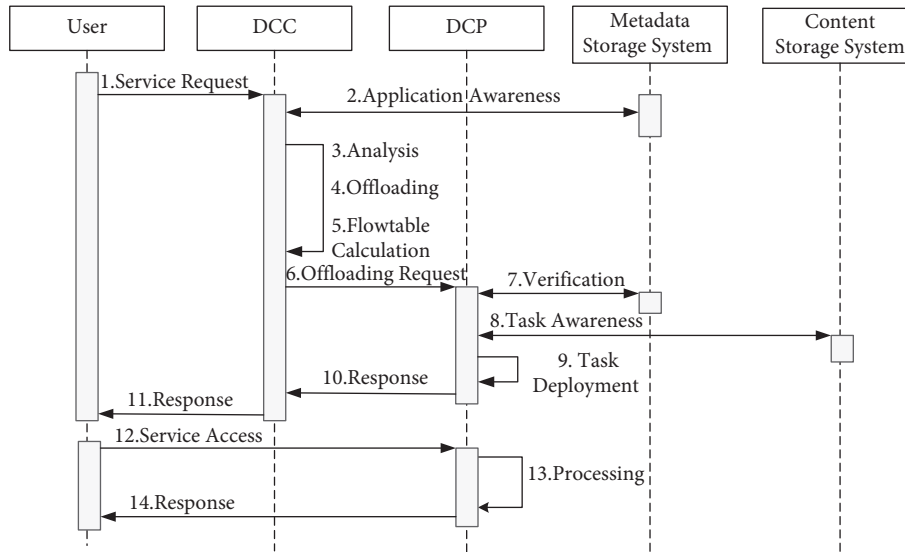 User
DCC
DCP
Metadata
Storage System
Content
Storage System
1.Service Request
2.Application Awareness
3.Analysis
4.Offloading
5.Flowtable
Calculation
6.Offloading Request
7.Verification
8.Task Awareness
9. Task
Deployment
10.Response
11.Response
12.Service Access
13.Processing
14.Response